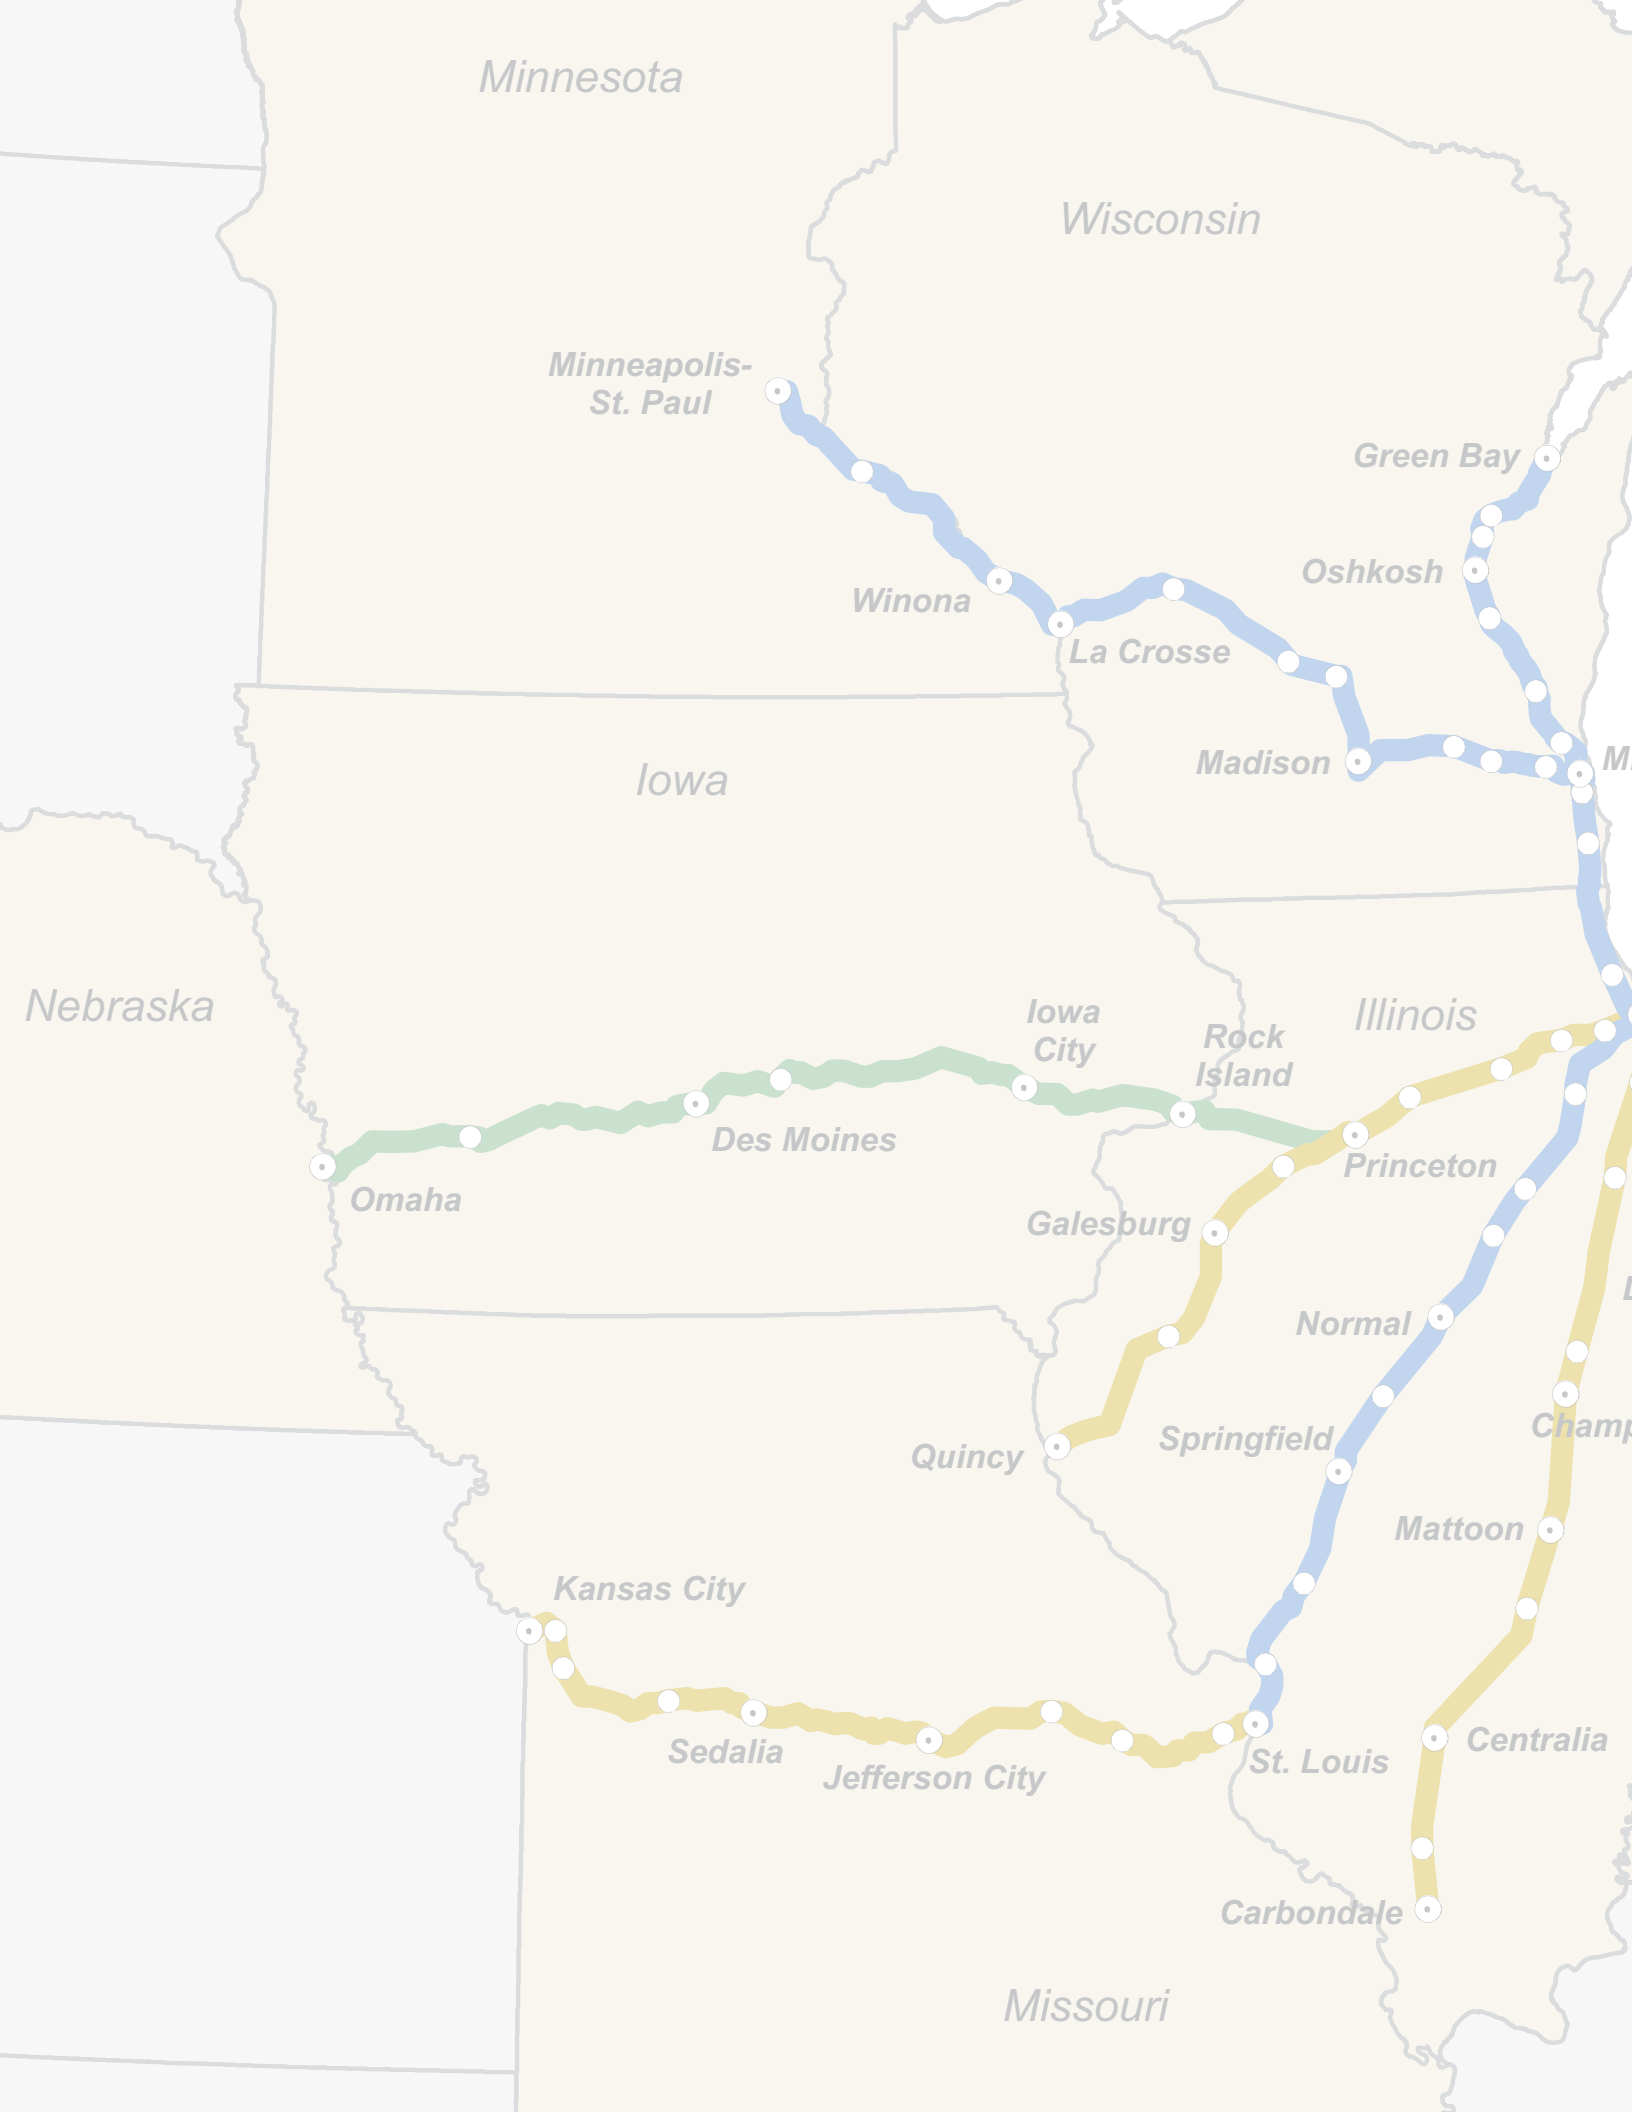 Minnesota
Wisconsin
Minneapolis-
St. Paul
Green Bay
Oshkosh
Winona
La Crosse
Madison
Iowa
Nebraska
Iowa
City
Rock
Island
Illinois
Des Moines
Omaha
Princeton
Galesburg
Normal
Quincy
Springfield
Champ
Mattoon
Kansas City
Sedalia
Jefferson City
St. Louis
Centralia
Carbondale
Missouri